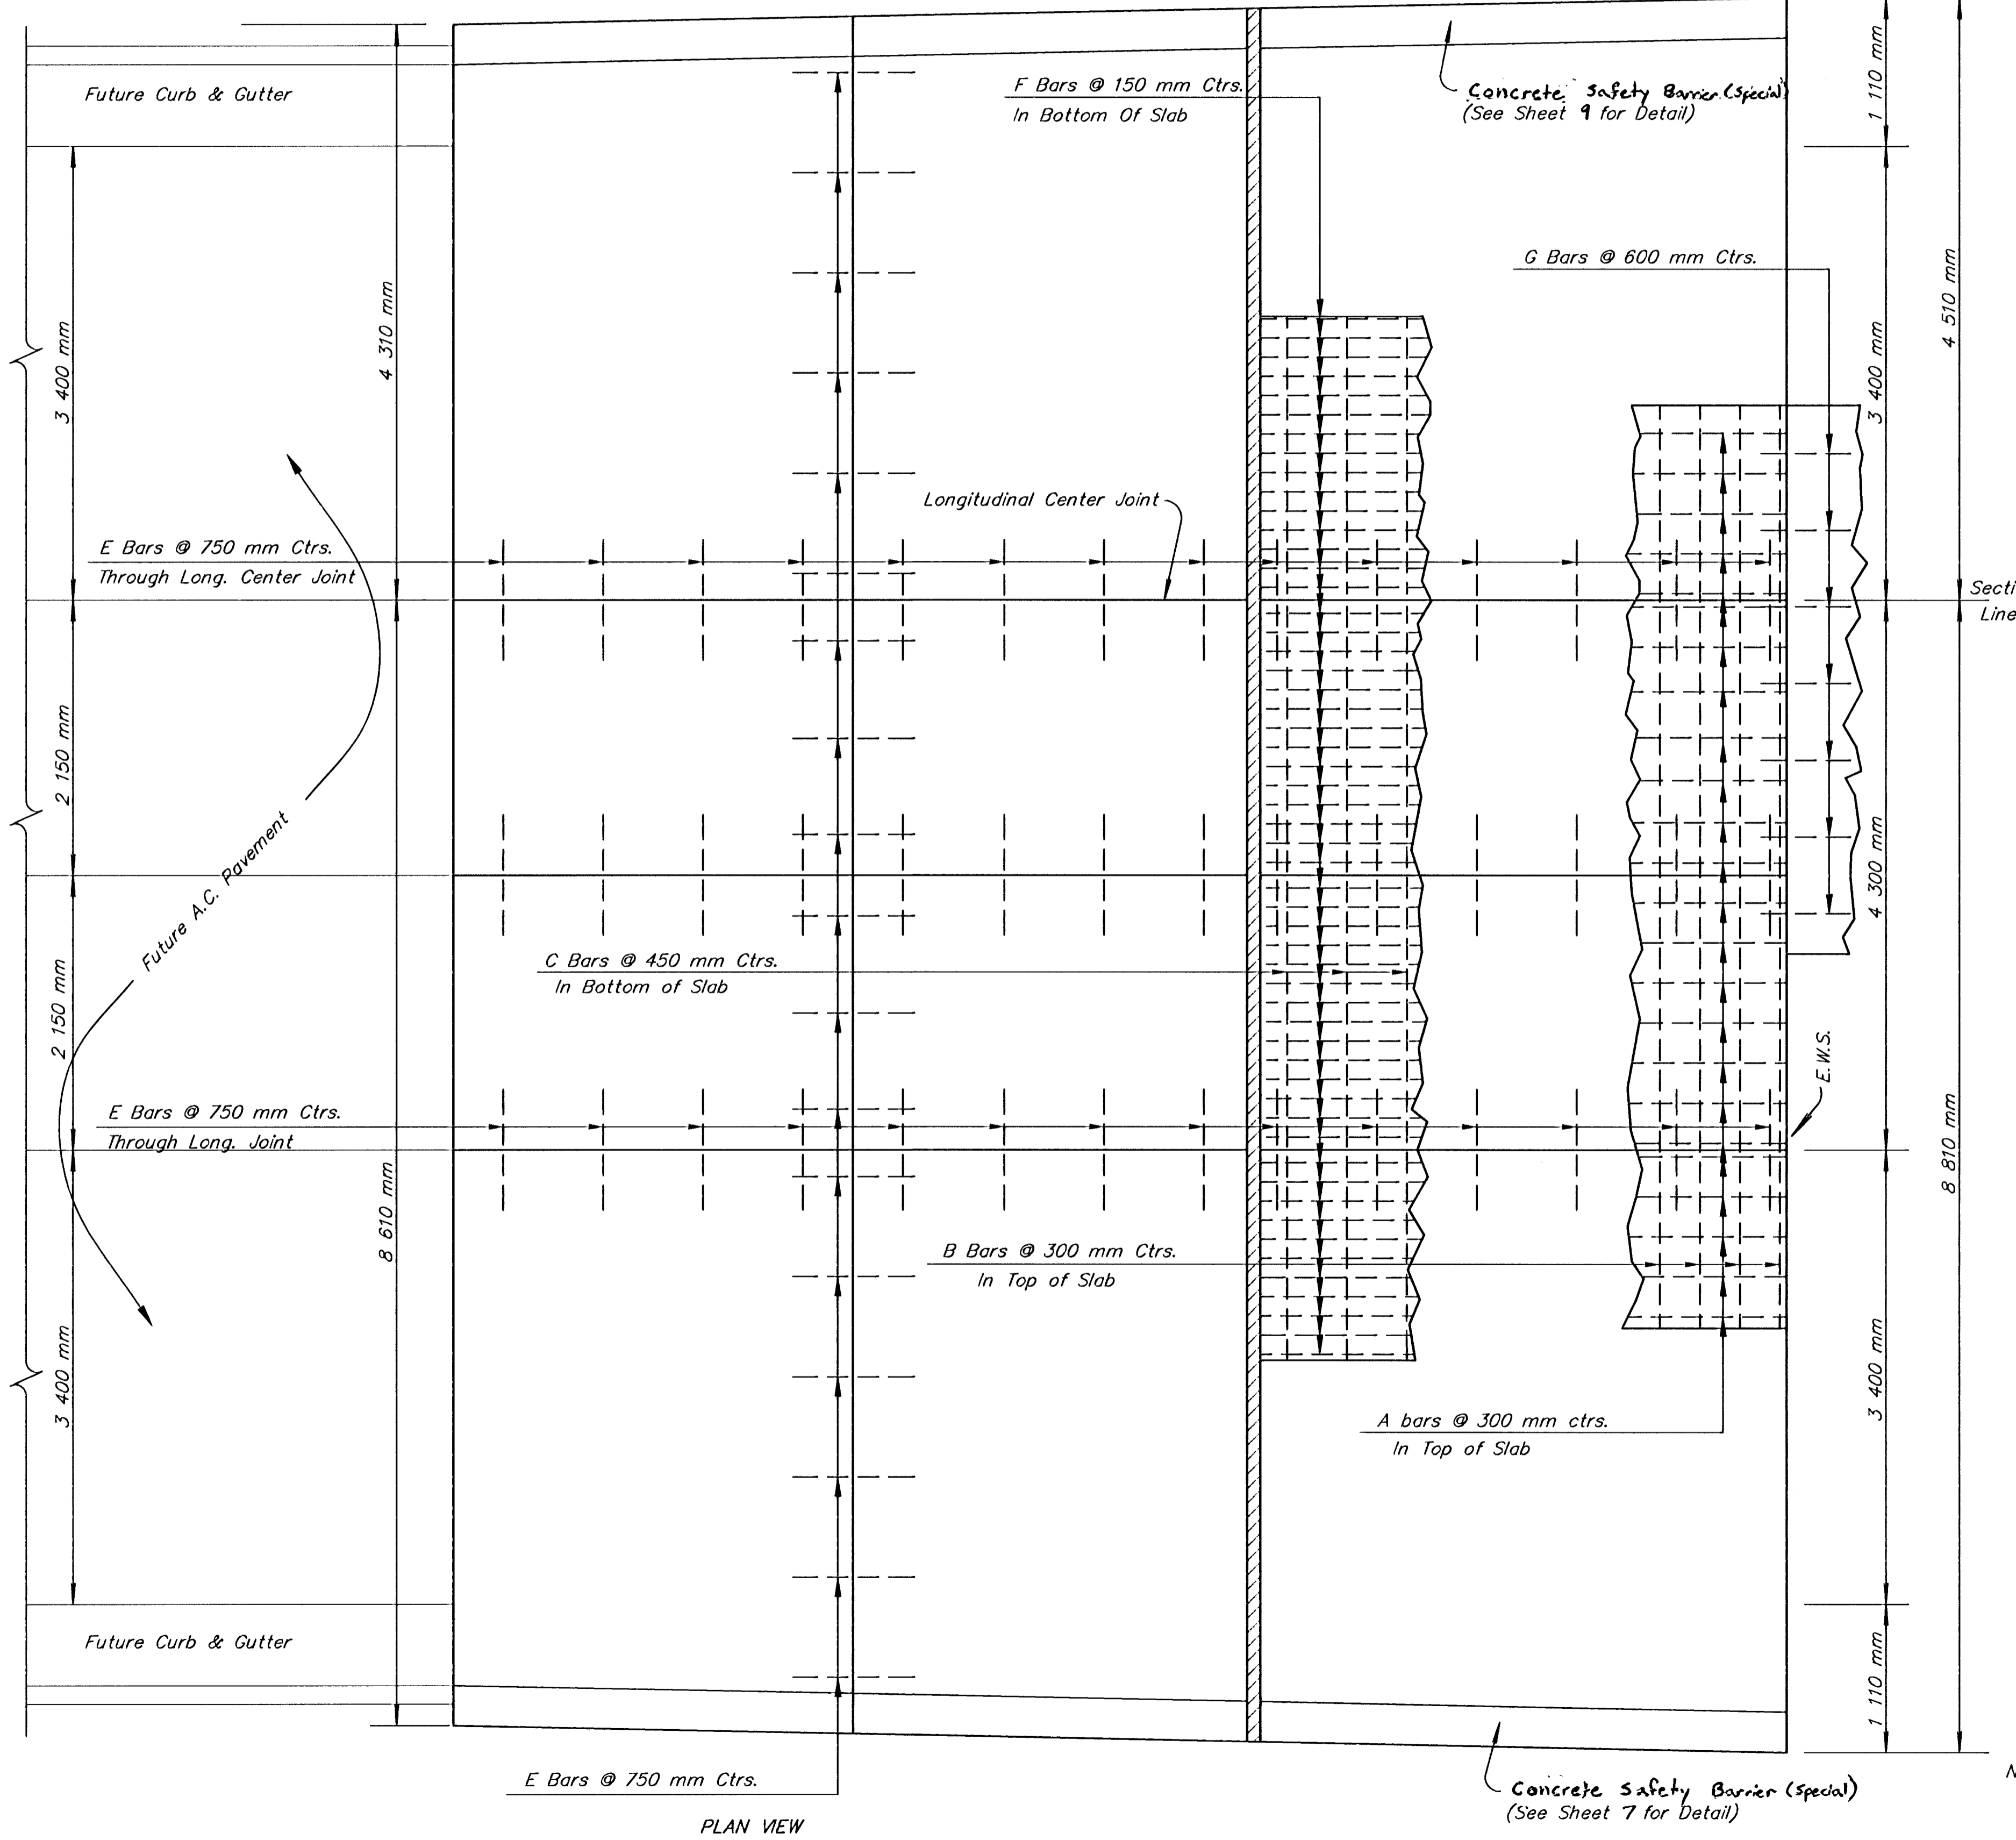 Future Curb & Gutter
F Bars @ 150 mm Ctrs.
In Bottom Of Slab
Concrete Safety Barrier (Special)
(See Sheet 9 for Detail)
1 110 mm
G Bars @ 600 mm Ctrs.
3 400 mm
4 310 mm
3 400 mm
4 510 mm
Longitudinal Center Joint
E Bars @ 750 mm Ctrs.
Through Long. Center Joint
Secti
Line
2 150 mm
Future A.C. Pavement
4 300 mm
C Bars @ 450 mm Ctrs.
In Bottom of Slab
2 150 mm
E.W.S.
E Bars @ 750 mm Ctrs.
Through Long. Joint
8 610 mm
8 810 mm
B Bars @ 300 mm Ctrs.
In Top of Slab
3 400 mm
3 400 mm
A bars @ 300 mm ctrs.
In Top of Slab
Future Curb & Gutter
1 110 mm
E Bars @ 750 mm Ctrs.
N
Concrete Safety Barrier (Special)
(See Sheet 7 for Detail)
PLAN VIEW